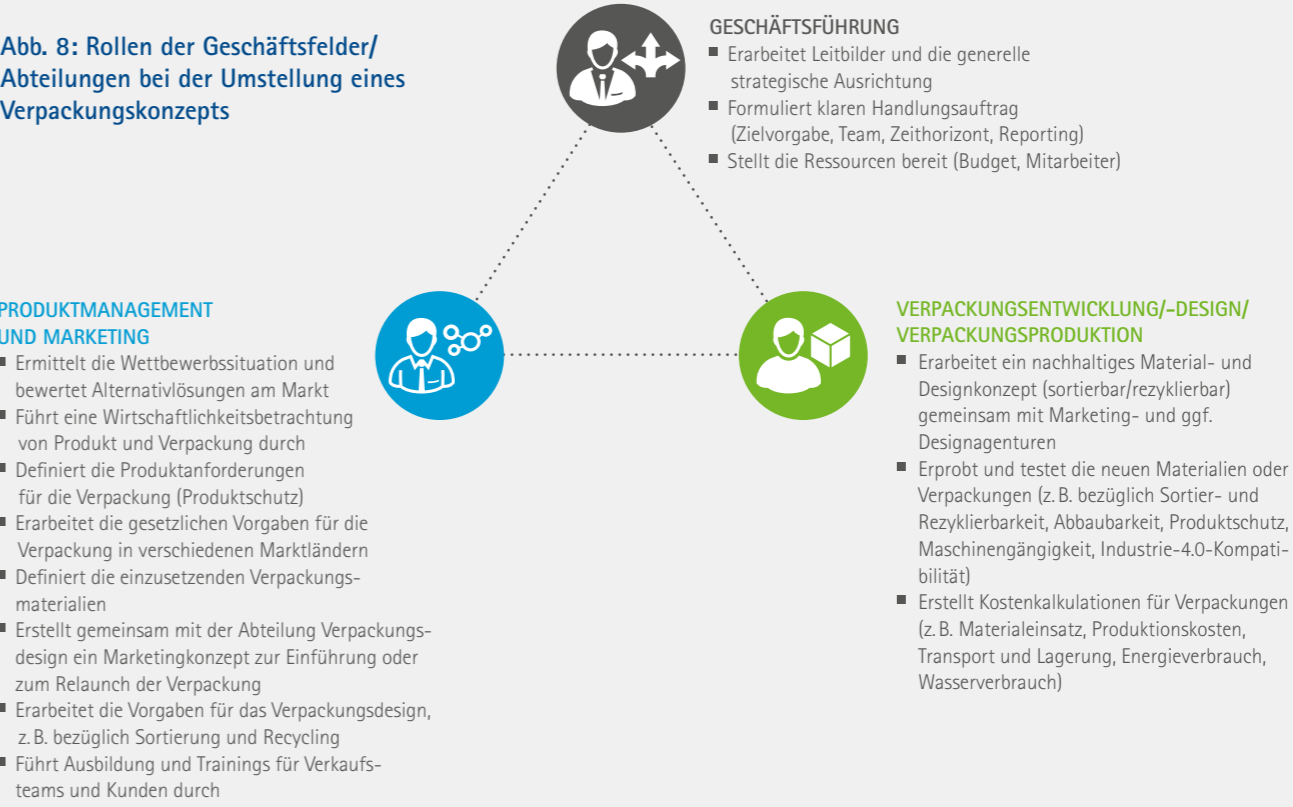 Abb. 8: Rollen der Geschäftsfelder/
Abteilungen bei der Umstellung eines
Verpackungskonzepts
GESCHÄFTSFÜHRUNG
■ Erarbeitet Leitbilder und die generelle
strategische Ausrichtung
■ Formuliert klaren Handlungsauftrag
(Zielvorgabe, Team, Zeithorizont, Reporting)
■ Stellt die Ressourcen bereit (Budget, Mitarbeiter)
PRODUKTMANAGEMENT
UND MARKETING
■ Ermittelt die Wettbewerbssituation und
bewertet Alternativlösungen am Markt
■ Führt eine Wirtschaftlichkeitsbetrachtung
von Produkt und Verpackung durch
■ Definiert die Produktanforderungen
für die Verpackung (Produktschutz)
■ Erarbeitet die gesetzlichen Vorgaben für die
Verpackung in verschiedenen Marktländern
■ Definiert die einzusetzenden Verpackungs-
materialien
■ Erstellt gemeinsam mit der Abteilung Verpackungs-
design ein Marketingkonzept zur Einführung oder
zum Relaunch der Verpackung
■ Erarbeitet die Vorgaben für das Verpackungsdesign,
z. B. bezüglich Sortierung und Recycling
■ Führt Ausbildung und Trainings für Verkaufs-
teams und Kunden durch
VERPACKUNGSENTWICKLUNG/-DESIGN/
VERPACKUNGSPRODUKTION
■ Erarbeitet ein nachhaltiges Material- und
Designkonzept (sortierbar/rezyklierbar)
gemeinsam mit Marketing- und ggf.
Designagenturen
■ Erprobt und testet die neuen Materialien oder
Verpackungen (z. B. bezüglich Sortier- und
Rezyklierbarkeit, Abbaubarkeit, Produktschutz,
Maschinengängigkeit, Industrie-4.0-Kompati-
bilität)
■ Erstellt Kostenkalkulationen für Verpackungen
(z. B. Materialeinsatz, Produktionskosten,
Transport und Lagerung, Energieverbrauch,
Wasserverbrauch)